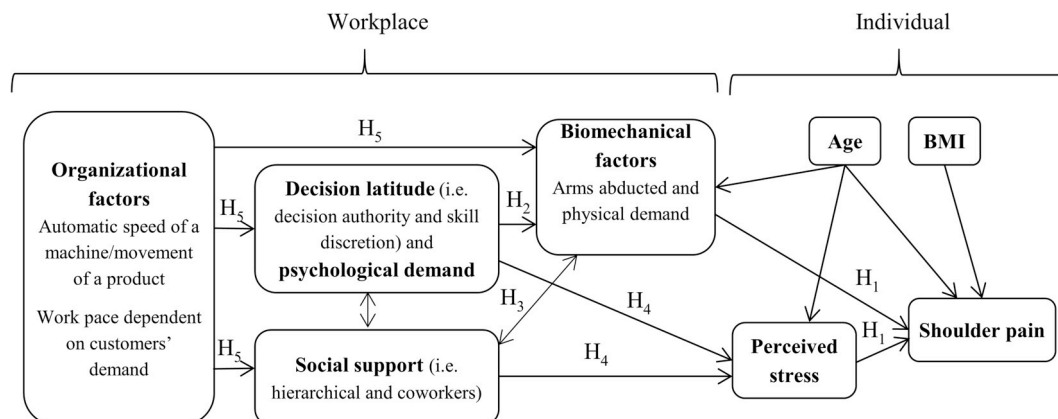 Workplace
Individual
Organizational
factors
Automatic speed of a
machine/movement
of a product
Work pace dependent
on customers'
demand
H5
H5
H5
Decision latitude (i.e.
decision authority and skill
discretion) and
psychological demand
Social support (i.e.
hierarchical and coworkers)
H2
H3
Biomechanical
factors
Arms abducted and
physical demand
H4
H4
Age
BMI
H1
H1
Perceived
stress
Shoulder pain